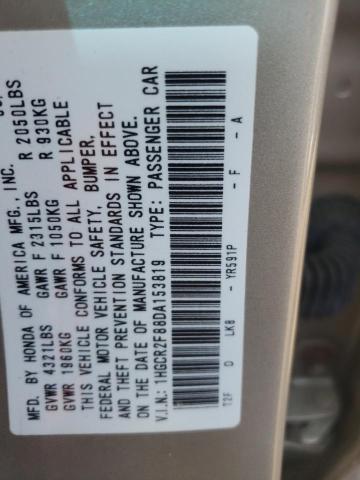 MFD. BY HONDA OF AMERICA MFG., INC.
GVWR 4321LBS GAWR F 2315LBS R 2050LBS
GVWR 1960KG GAWR F 1050KG R 930KG
THIS VEHICLE CONFORMS TO ALL APPLICABLE
FEDERAL MOTOR VEHICLE SAFETY, BUMPER,
AND THEFT PREVENTION STANDARDS IN EFFECT
ON THE DATE OF MANUFACTURE SHOWN ABOVE.
V.I.N.: 1HGCR2F88DA153819 TYPE: PASSENGER CAR
T2F D LK8 - YR591P - F - A